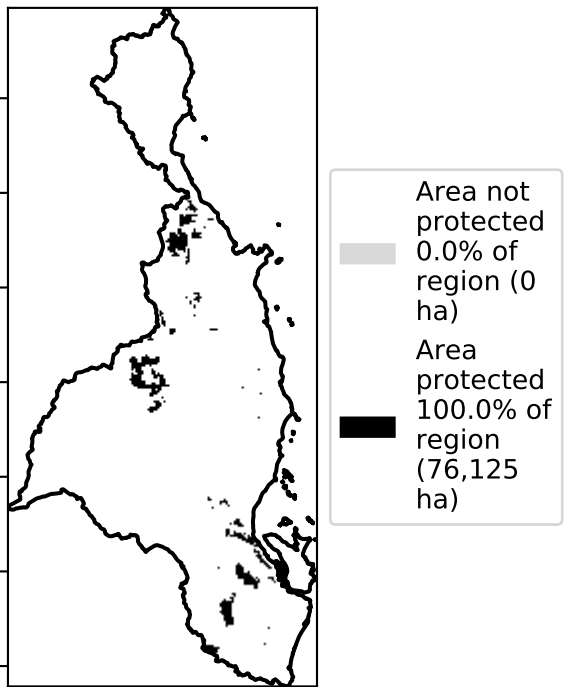 Area not
protected
0.0% of
region (0
ha)
Area
protected
100.0% of
region
(76,125
ha)